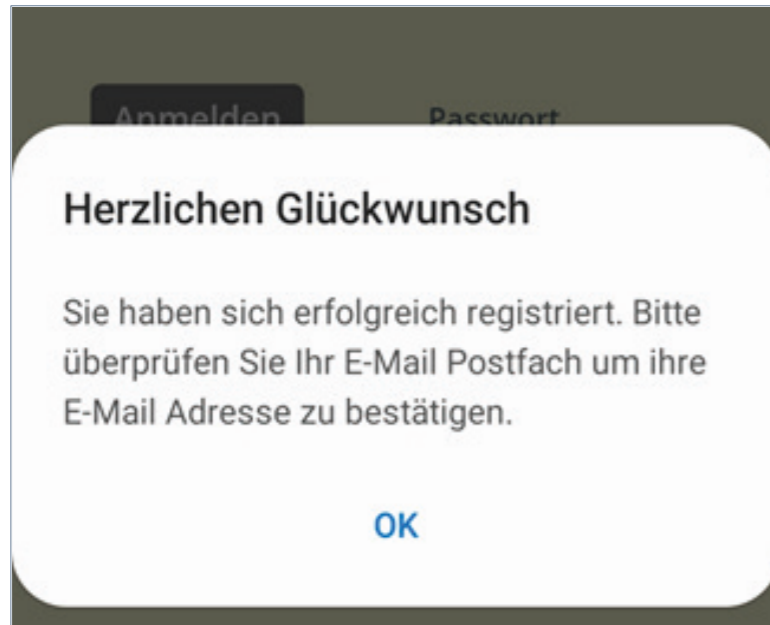 Anmelden Passwort
Herzlichen Glückwunsch
Sie haben sich erfolgreich registriert. Bitte
überprüfen Sie Ihr E-Mail Postfach um ihre
E-Mail Adresse zu bestätigen.
OK